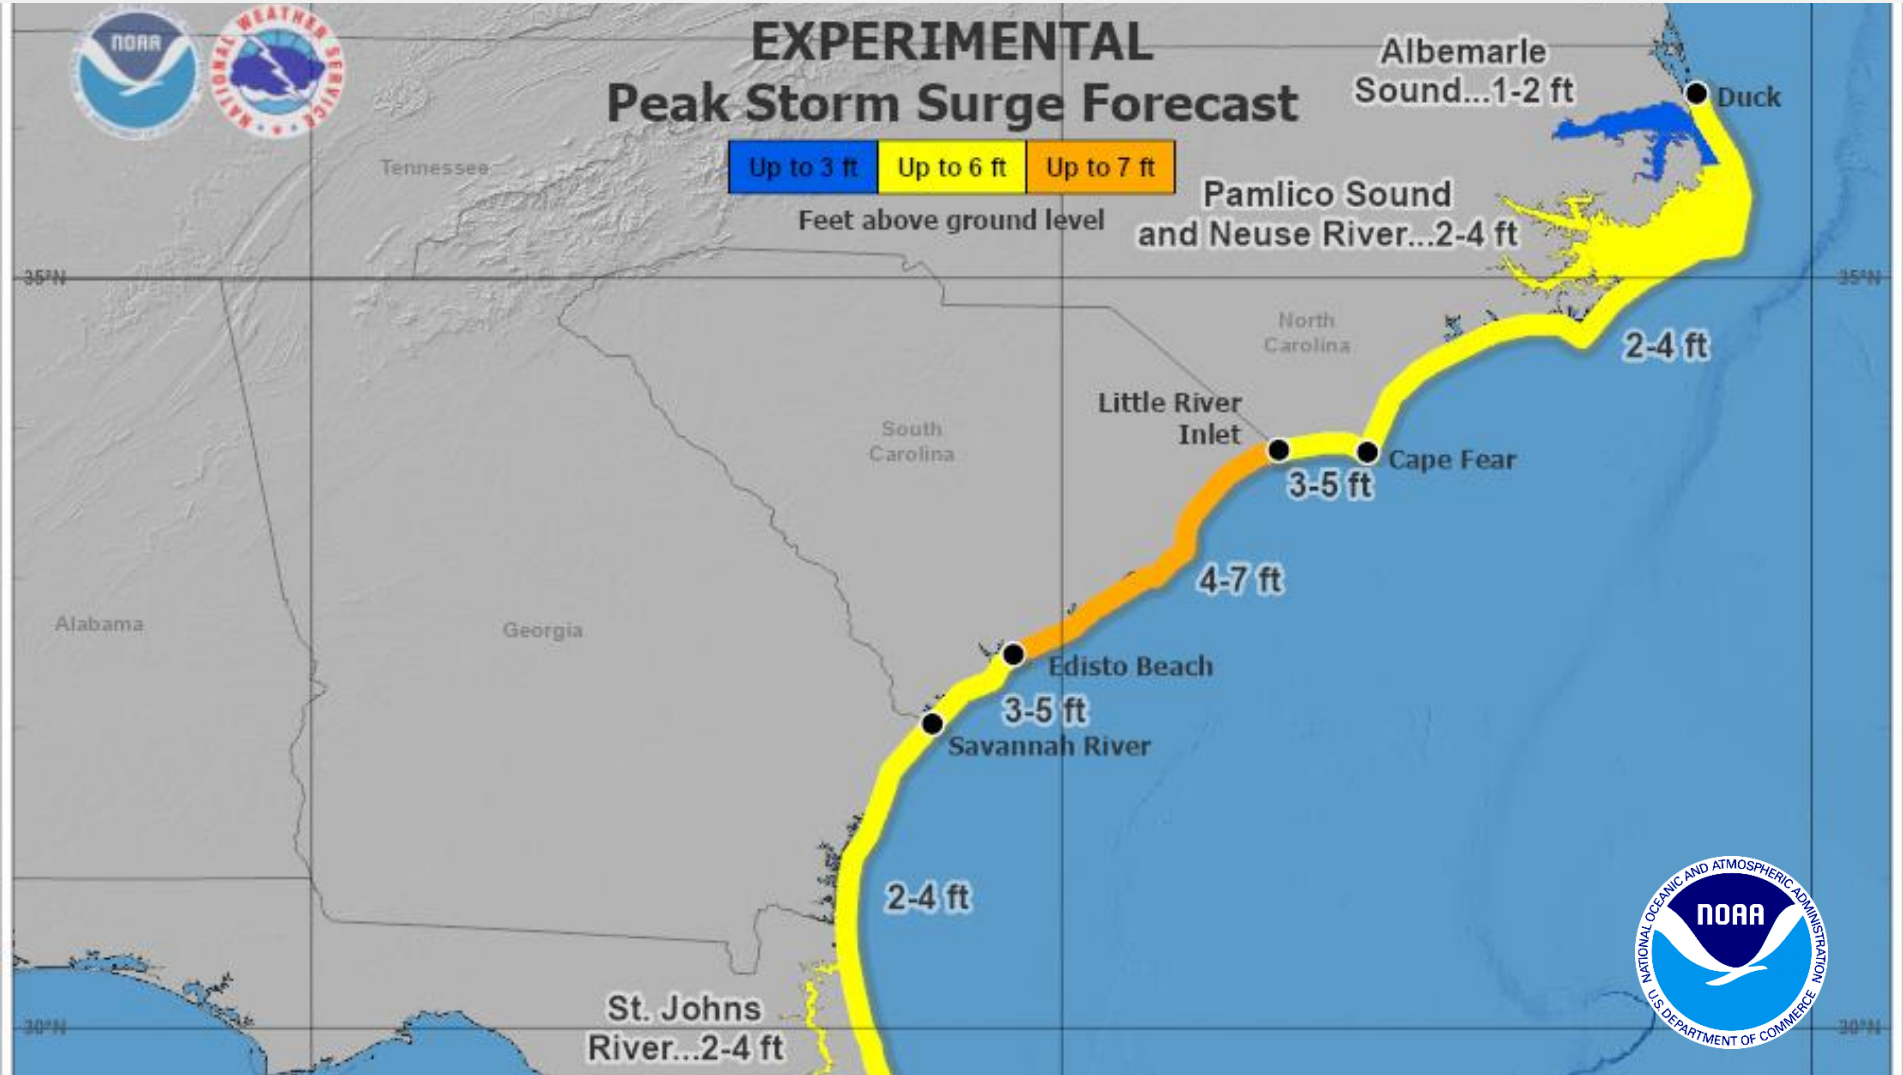 NOAA
NATIONAL WEATHER SERVICE
EXPERIMENTAL
Peak Storm Surge Forecast
Up to 3 ft
Up to 6 ft
Up to 7 ft
Feet above ground level
Albemarle
Sound...1-2 ft
Duck
Tennessee
Pamlico Sound
and Neuse River...2-4 ft
35°N
35°N
North
Carolina
2-4 ft
Little River
Inlet
South
Carolina
Cape Fear
3-5 ft
4-7 ft
Alabama
Georgia
Edisto Beach
3-5 ft
Savannah River
2-4 ft
St. Johns
River...2-4 ft
30°N
30°N
NATIONAL OCEANIC AND ATMOSPHERIC ADMINISTRATION
NOAA
U.S. DEPARTMENT OF COMMERCE